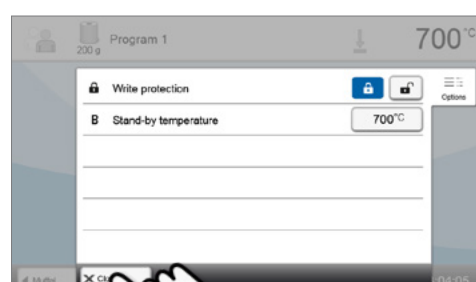 Program 1
200 g
700°C
Write protection
Options
B Stand-by temperature 700°C